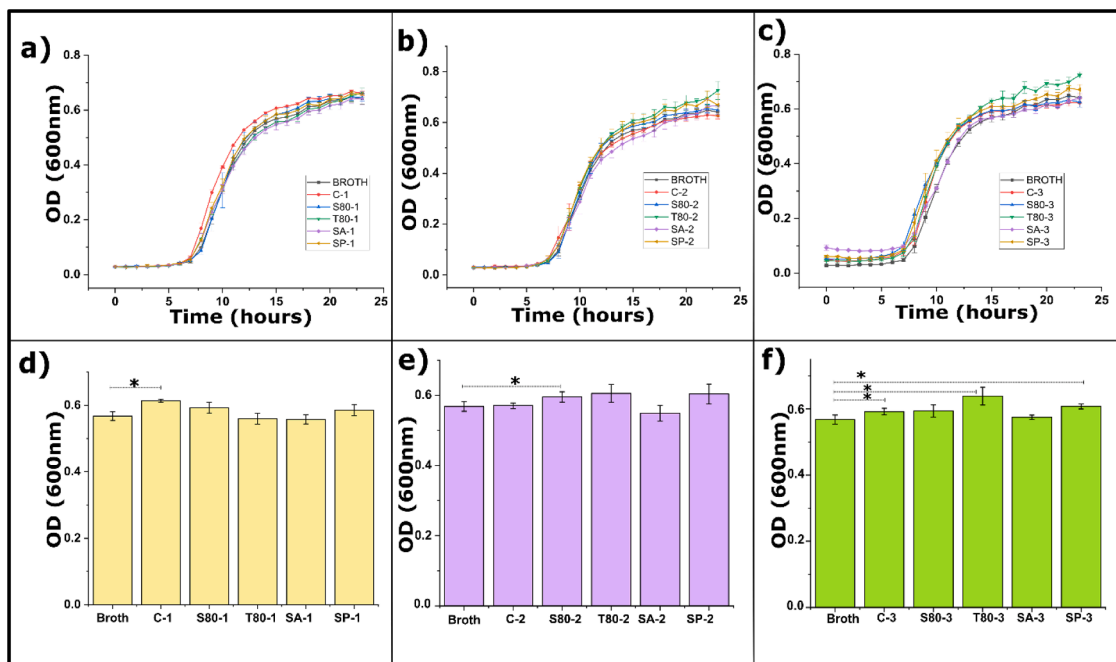 a)
OD (600nm)
0.8
0.6
0.4
0.2
0.0
BROTH
C-1
S80-1
T80-1
SA-1
SP-1
0 5 10 15 20 25
Time (hours)
b)
OD (600nm)
0.8
0.6
0.4
0.2
0.0
BROTH
C-2
S80-2
T80-2
SA-2
SP-2
0 5 10 15 20 25
Time (hours)
c)
OD (600nm)
0.8
0.6
0.4
0.2
0.0
BROTH
C-3
S80-3
T80-3
SA-3
SP-3
0 5 10 15 20 25
Time (hours)
d)
OD (600nm)
0.6
0.4
0.2
0.0
*
Broth C-1 S80-1 T80-1 SA-1 SP-1
e)
OD (600nm)
0.6
0.4
0.2
0.0
*
Broth C-2 S80-2 T80-2 SA-2 SP-2
f)
OD (600nm)
0.6
0.4
0.2
0.0
*
*
*
Broth C-3 S80-3 T80-3 SA-3 SP-3